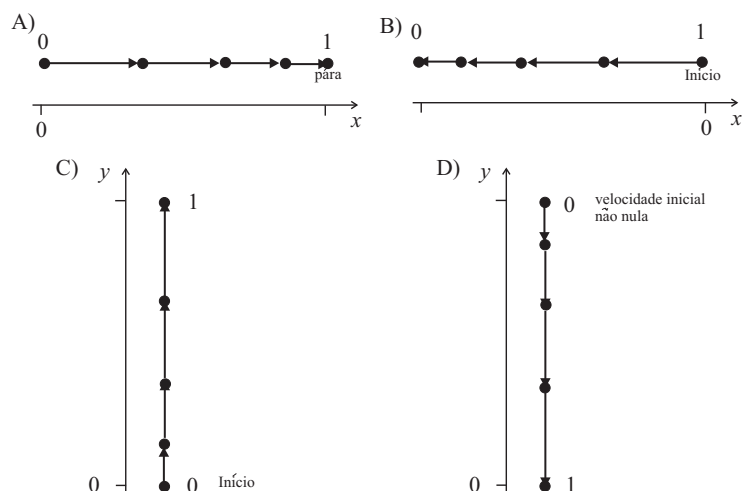 A)
0
1
pára
0
x
B)
0
1
Início
0
x
C)
y
1
0
0
Início
D)
y
0
velocidade inicial
não nula
0
1